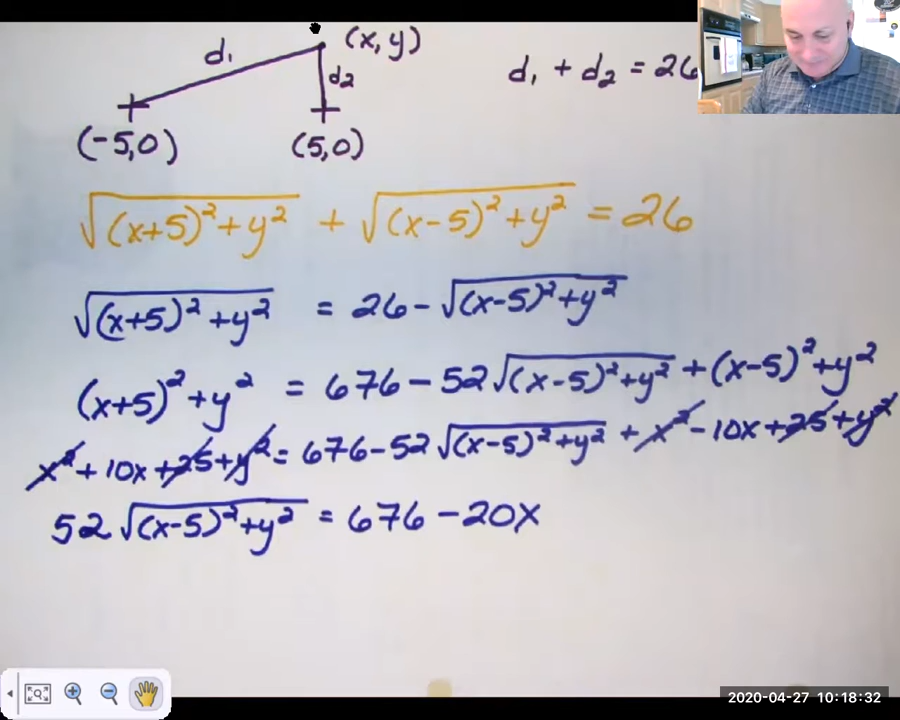 d₁ (x, y) d₁ + d₂ = 26
d₂
(-5,0) (5,0)
√((x+5)² + y²) + √((x-5)² + y²) = 26
√((x+5)² + y²) = 26 - √((x-5)² + y²)
(x+5)² + y² = 676 - 52√((x-5)² + y²) + (x-5)² + y²
x² + 10x + 25 + y² = 676 - 52√((x-5)² + y²) + x² - 10x + 25 + y²
52√((x-5)² + y²) = 676 - 20x
2020-04-27 10:18:32